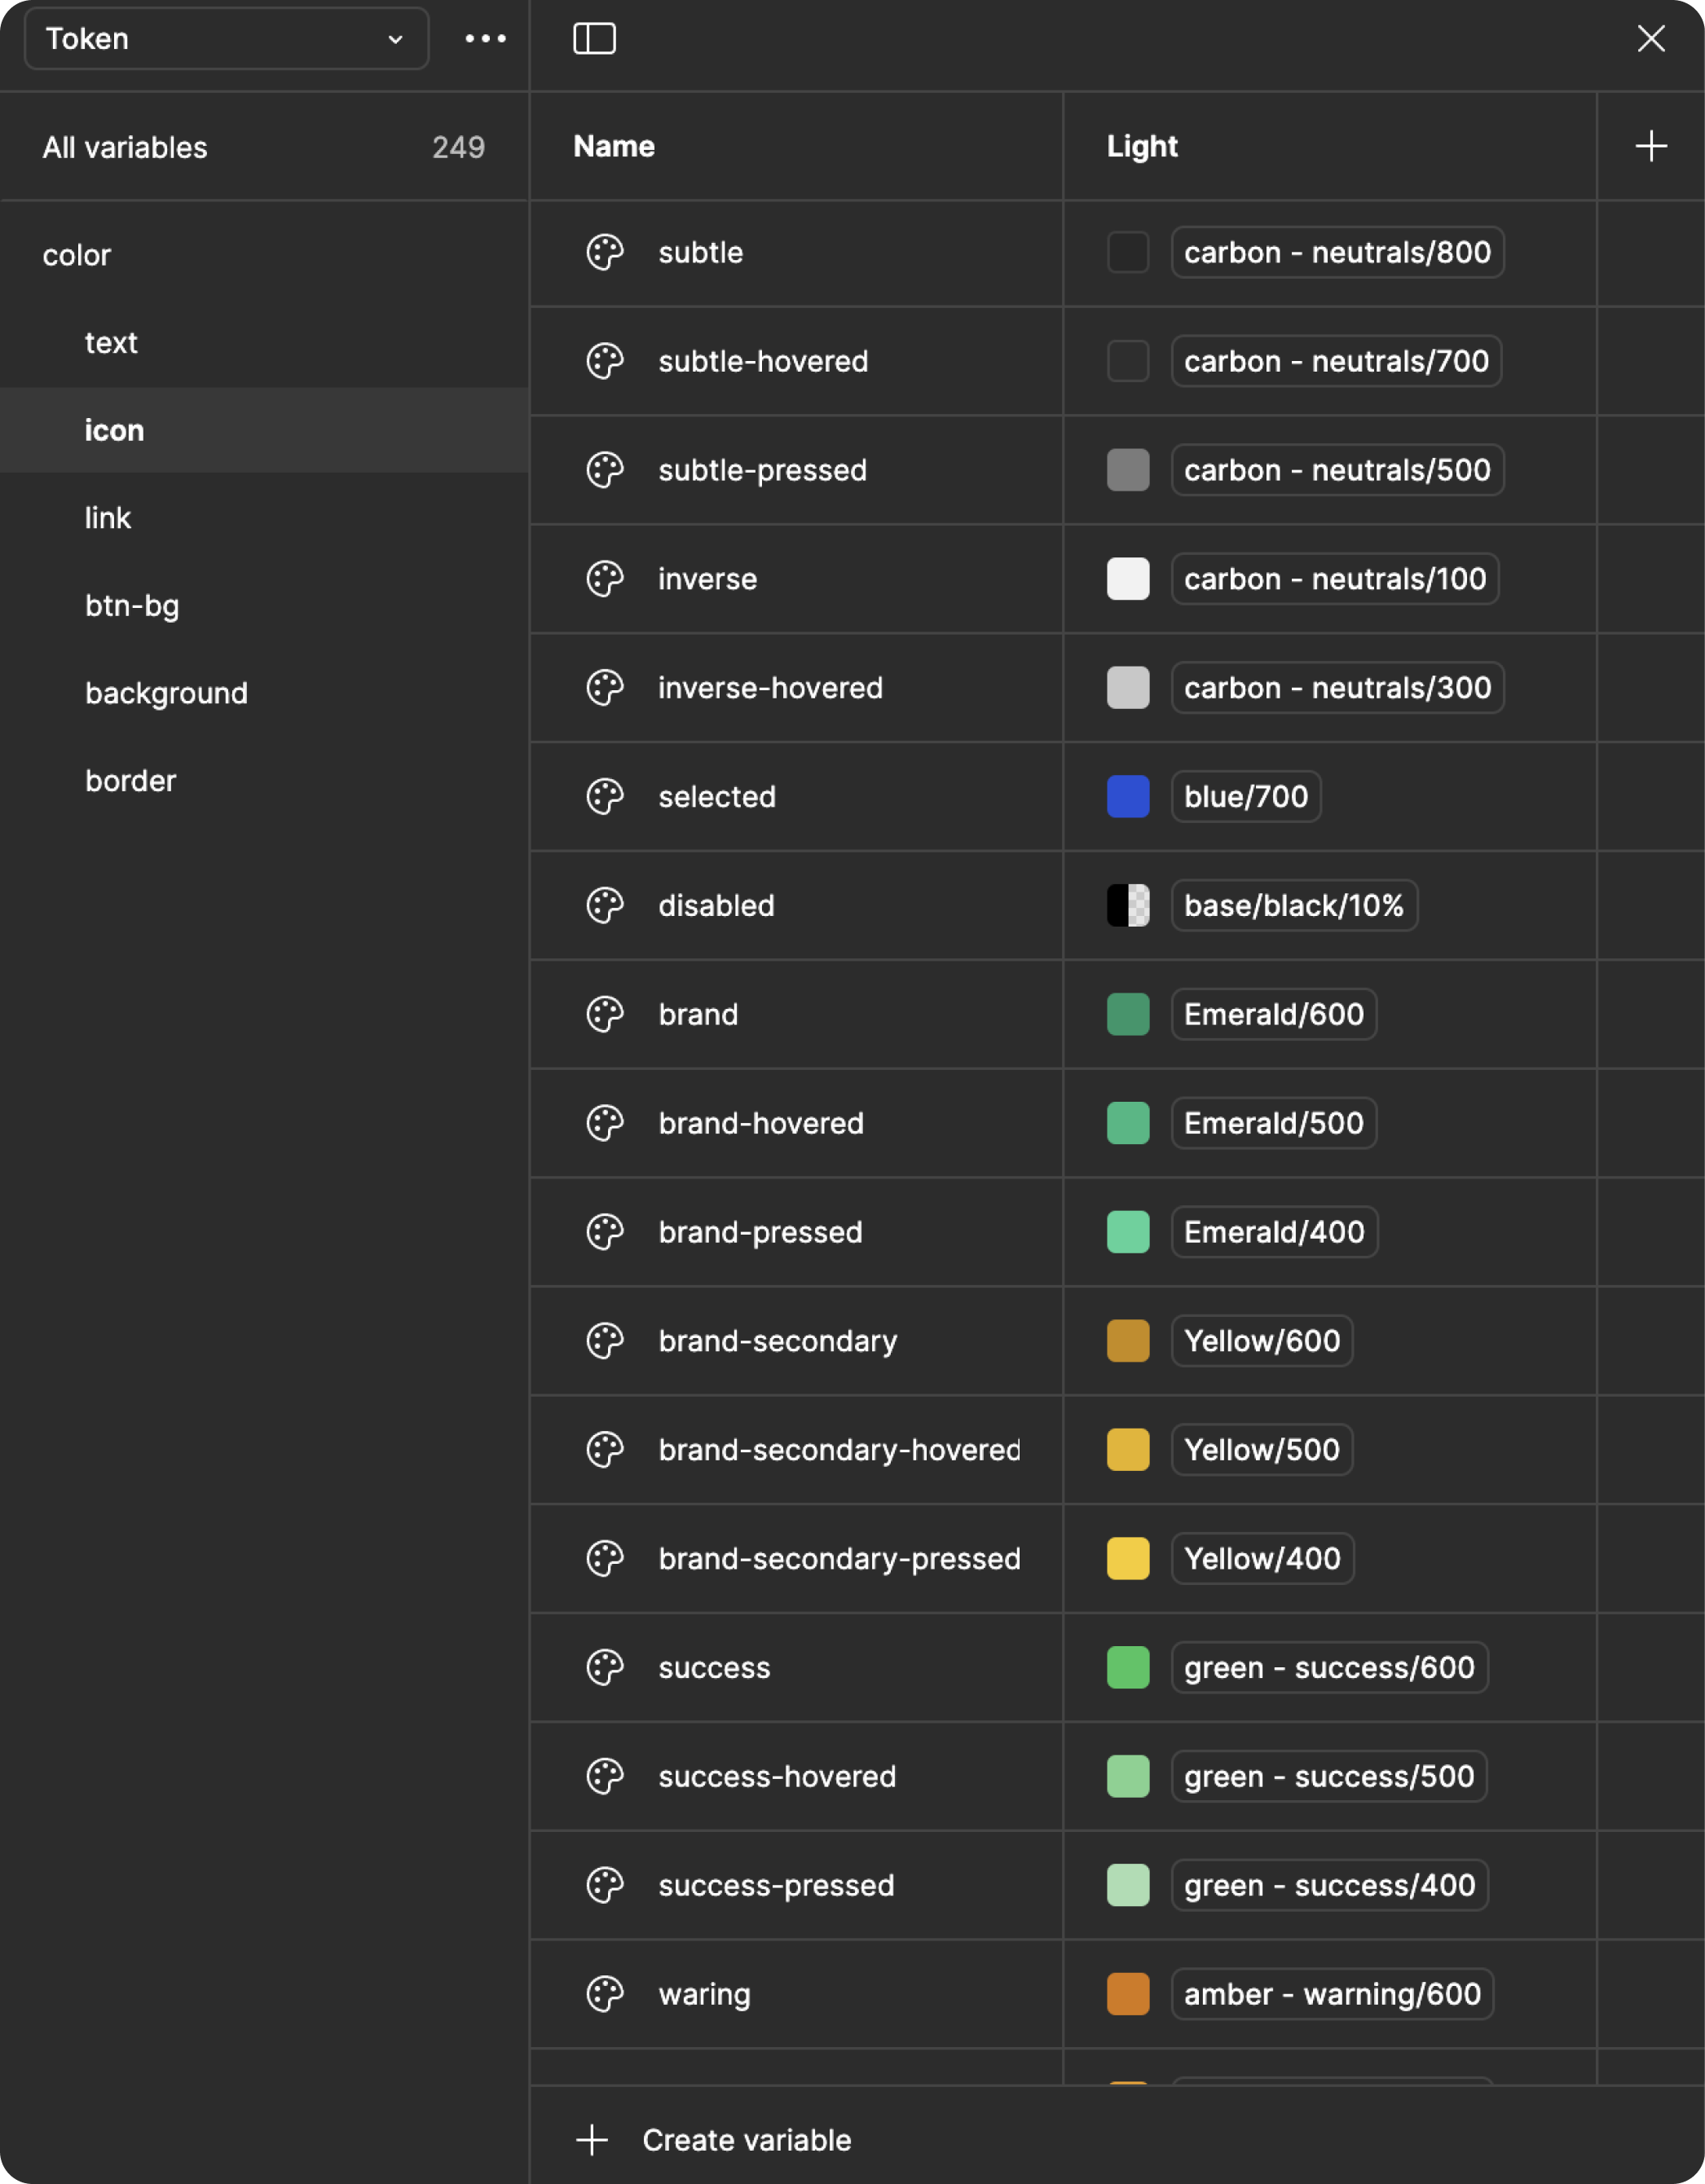 Token
All variables 249
color
text
icon
link
btn-bg
background
border
Name Light
subtle carbon - neutrals/800
subtle-hovered carbon - neutrals/700
subtle-pressed carbon - neutrals/500
inverse carbon - neutrals/100
inverse-hovered carbon - neutrals/300
selected blue/700
disabled base/black/10%
brand Emerald/600
brand-hovered Emerald/500
brand-pressed Emerald/400
brand-secondary Yellow/600
brand-secondary-hovered Yellow/500
brand-secondary-pressed Yellow/400
success green - success/600
success-hovered green - success/500
success-pressed green - success/400
waring amber - warning/600
Create variable